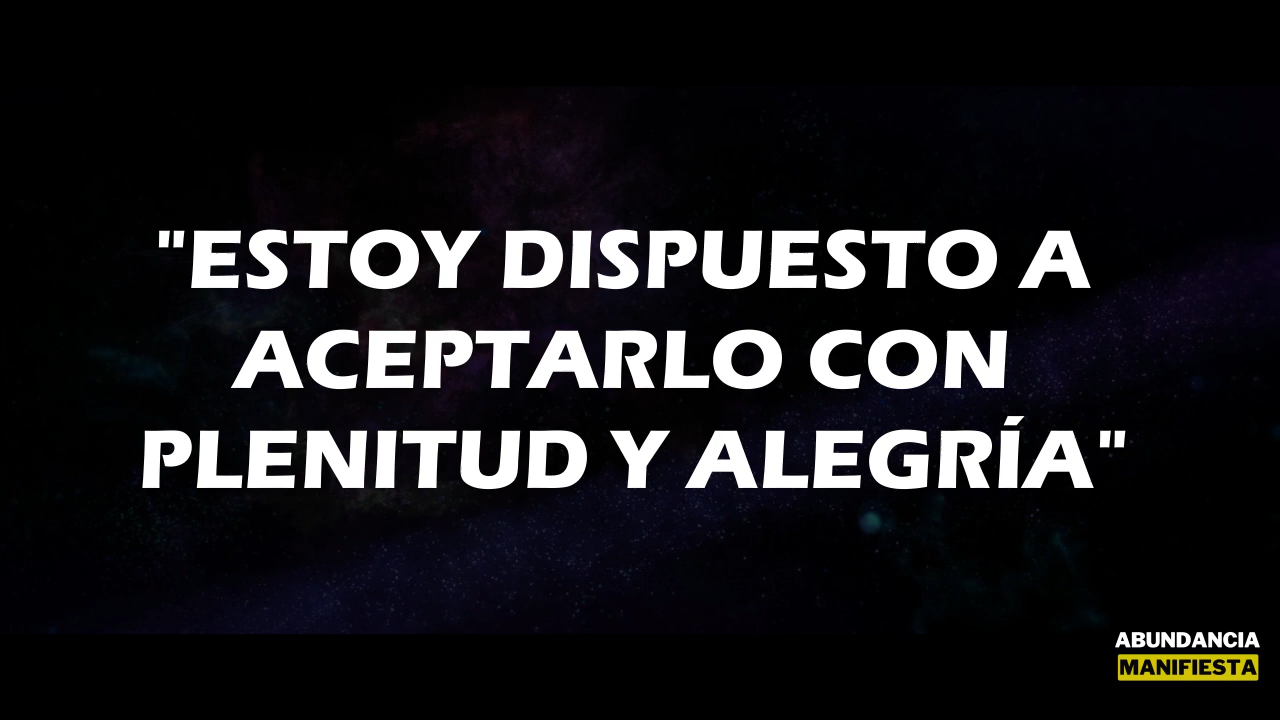 "ESTOY DISPUESTO A
ACEPTARLO CON
PLENITUD Y ALEGRÍA"
ABUNDANCIA
MANIFIESTA